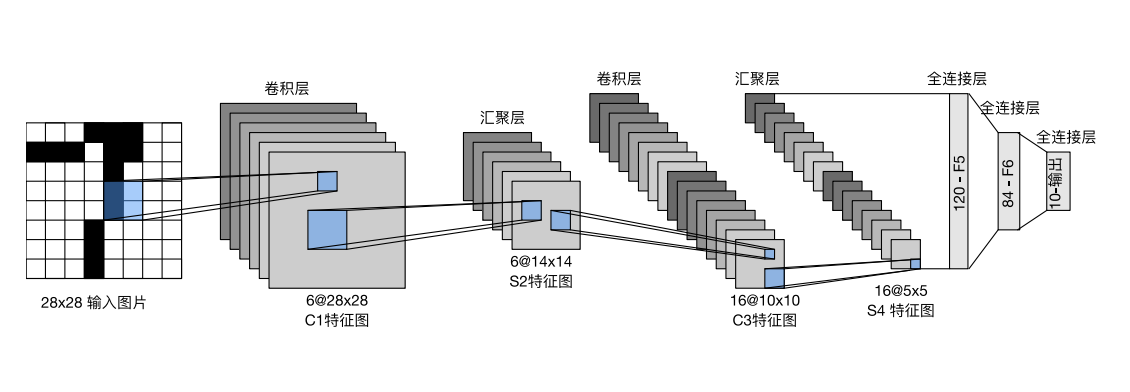 卷积层
汇聚层
卷积层
汇聚层
全连接层
全连接层
全连接层
28x28 输入图片
6@28x28
C1特征图
6@14x14
S2特征图
16@10x10
C3特征图
16@5x5
S4 特征图
120 - F5
84 - F6
10-输出